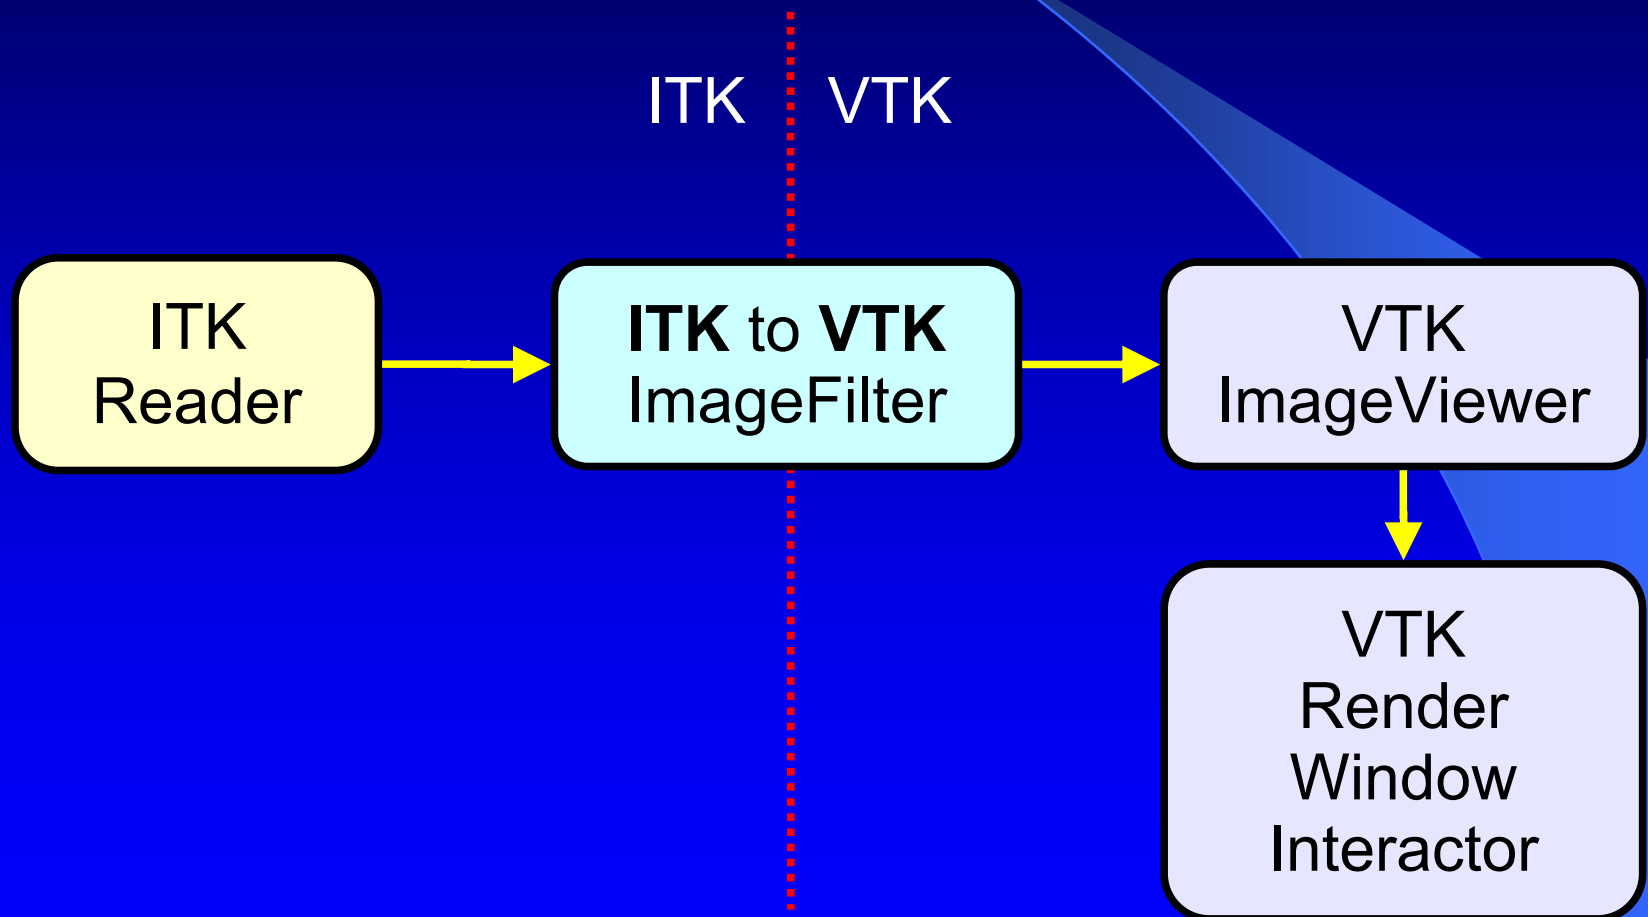 ITK VTK
ITK
Reader
ITK to VTK
ImageFilter
VTK
ImageViewer
VTK
Render
Window
Interactor